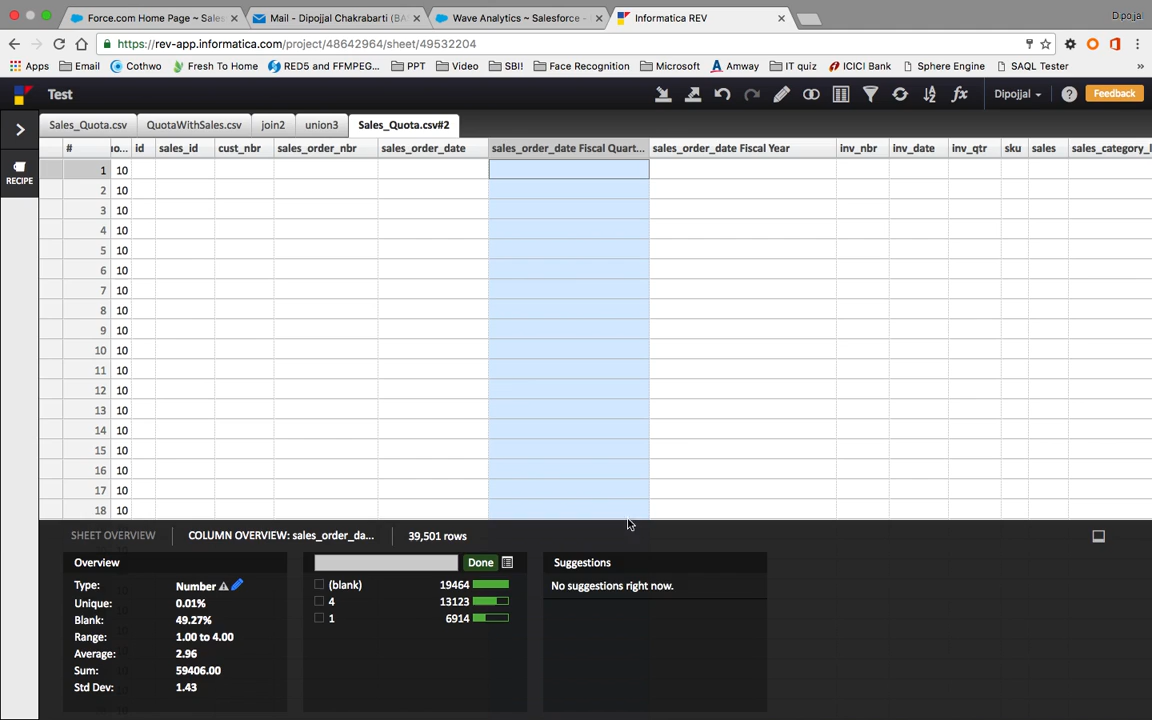 Force.com Home Page ~ Sales
Mail - Dipojjal Chakrabarti (BA
Wave Analytics ~ Salesforce -
Informatica REV
Dipojjal
https://rev-app.informatica.com/project/48642964/sheet/49532204
Apps
Email
Cothwo
Fresh To Home
RED5 and FFMPEG...
PPT
Video
SBI!
Face Recognition
Microsoft
Amway
IT quiz
ICICI Bank
Sphere Engine
SAQL Tester
»
Test
fx
Dipojjal
?
Feedback
Sales_Quota.csv
QuotaWithSales.csv
join2
union3
Sales_Quota.csv#2
RECIPE
# ıo... id sales_id cust_nbr sales_order_nbr sales_order_date sales_order_date Fiscal Quart... sales_order_date Fiscal Year inv_nbr inv_date inv_qtr sku sales sales_category_l
1 10
2 10
3 10
4 10
5 10
6 10
7 10
8 10
9 10
10 10
11 10
12 10
13 10
14 10
15 10
16 10
17 10
18 10
SHEET OVERVIEW
COLUMN OVERVIEW: sales_order_da...
39,501 rows
Overview
Type: Number
Unique: 0.01%
Blank: 49.27%
Range: 1.00 to 4.00
Average: 2.96
Sum: 59406.00
Std Dev: 1.43
Done
(blank) 19464
4 13123
1 6914
Suggestions
No suggestions right now.